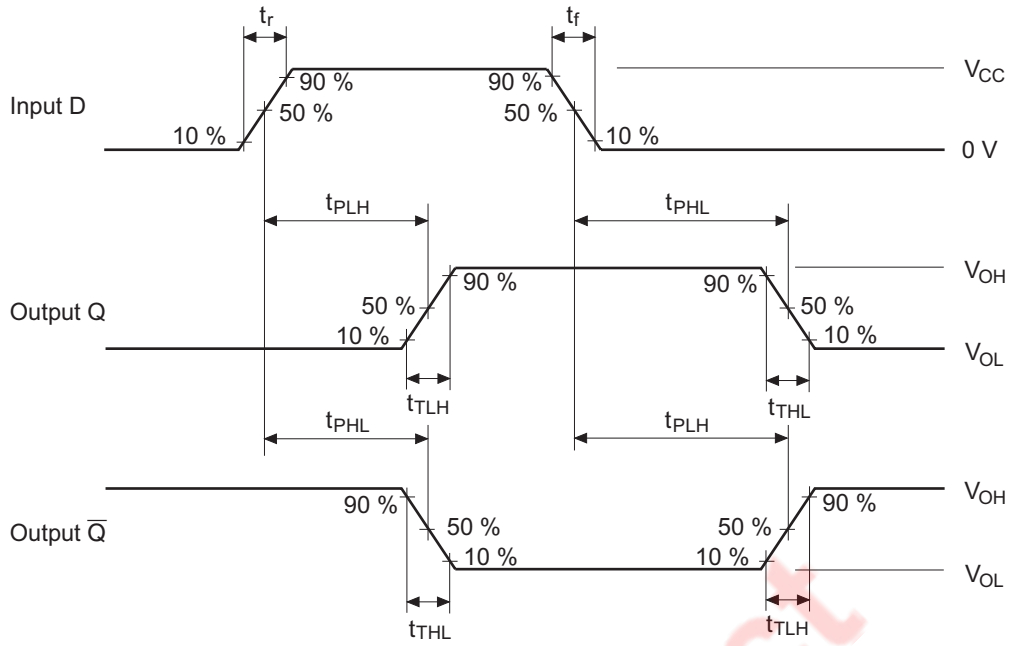 tr
tf
90 %
90 %
VCC
Input D
50 %
50 %
10 %
10 %
0 V
tPLH
tPHL
VOH
90 %
90 %
Output Q
50 %
50 %
10 %
10 %
VOL
tTLH
tTHL
tPHL
tPLH
VOH
90 %
90 %
Output Q̅
50 %
50 %
10 %
10 %
VOL
tTHL
tTLH